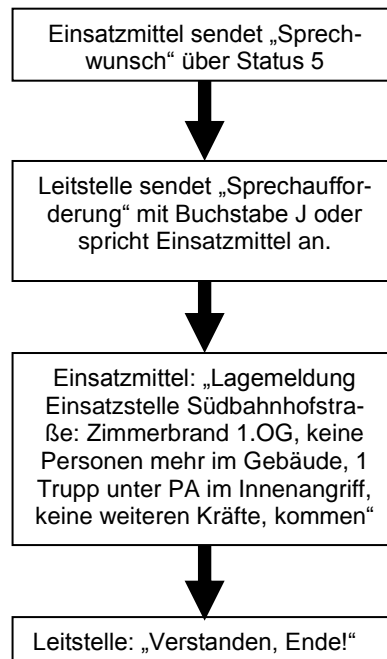 Einsatzmittel sendet „Sprech-
wunsch“ über Status 5
Leitstelle sendet „Sprechauffor-
derung“ mit Buchstabe J oder
spricht Einsatzmittel an.
Einsatzmittel: „Lagemeldung
Einsatzstelle Südbahnhofstra-
ße: Zimmerbrand 1.OG, keine
Personen mehr im Gebäude, 1
Trupp unter PA im Innenangriff,
keine weiteren Kräfte, kommen“
Leitstelle: „Verstanden, Ende!“